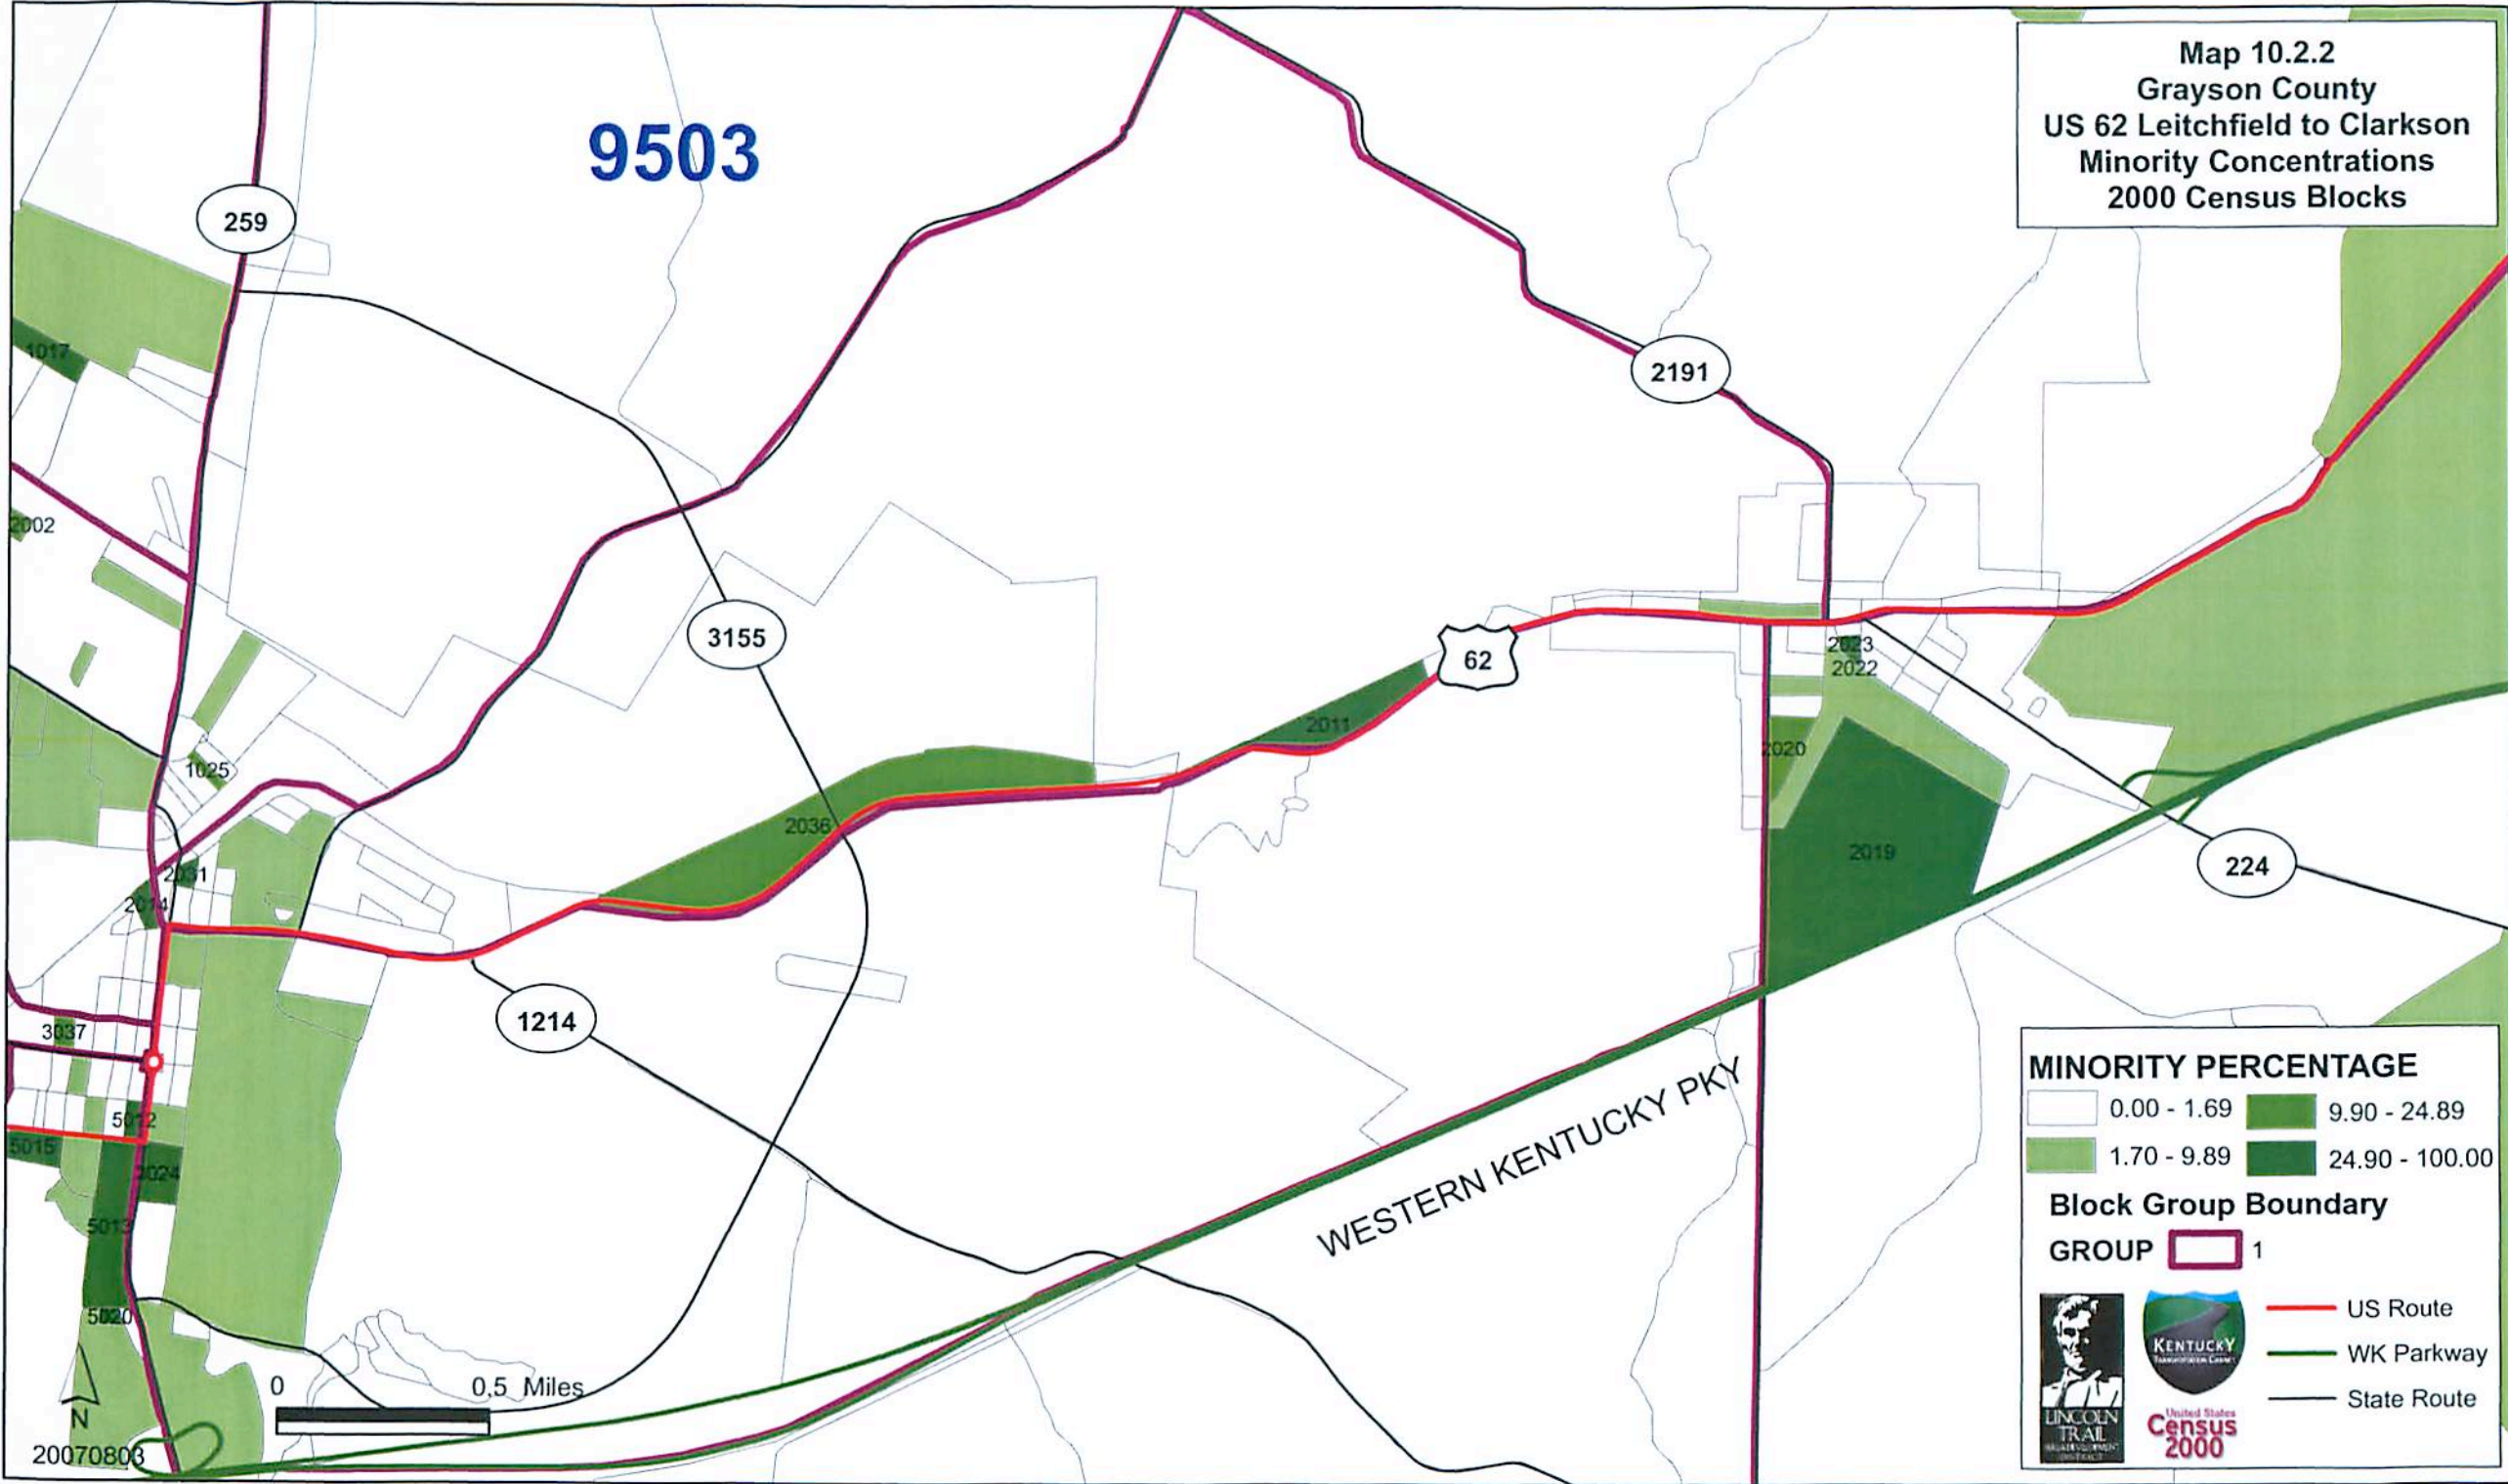 Map 10.2.2
Grayson County
US 62 Leitchfield to Clarkson
Minority Concentrations
2000 Census Blocks
9503
259
1017
2191
2002
3155
62
2023
2022
2011
2020
1025
2036
2019
224
2031
2014
1214
3037
5012
5015
2024
5013
5020
WESTERN KENTUCKY PKY
MINORITY PERCENTAGE
0.00 - 1.69
9.90 - 24.89
1.70 - 9.89
24.90 - 100.00
Block Group Boundary
GROUP 1
US Route
WK Parkway
State Route
KENTUCKY
LINCOLN
TRAIL
United States
Census
2000
0 0.5 Miles
N
20070803